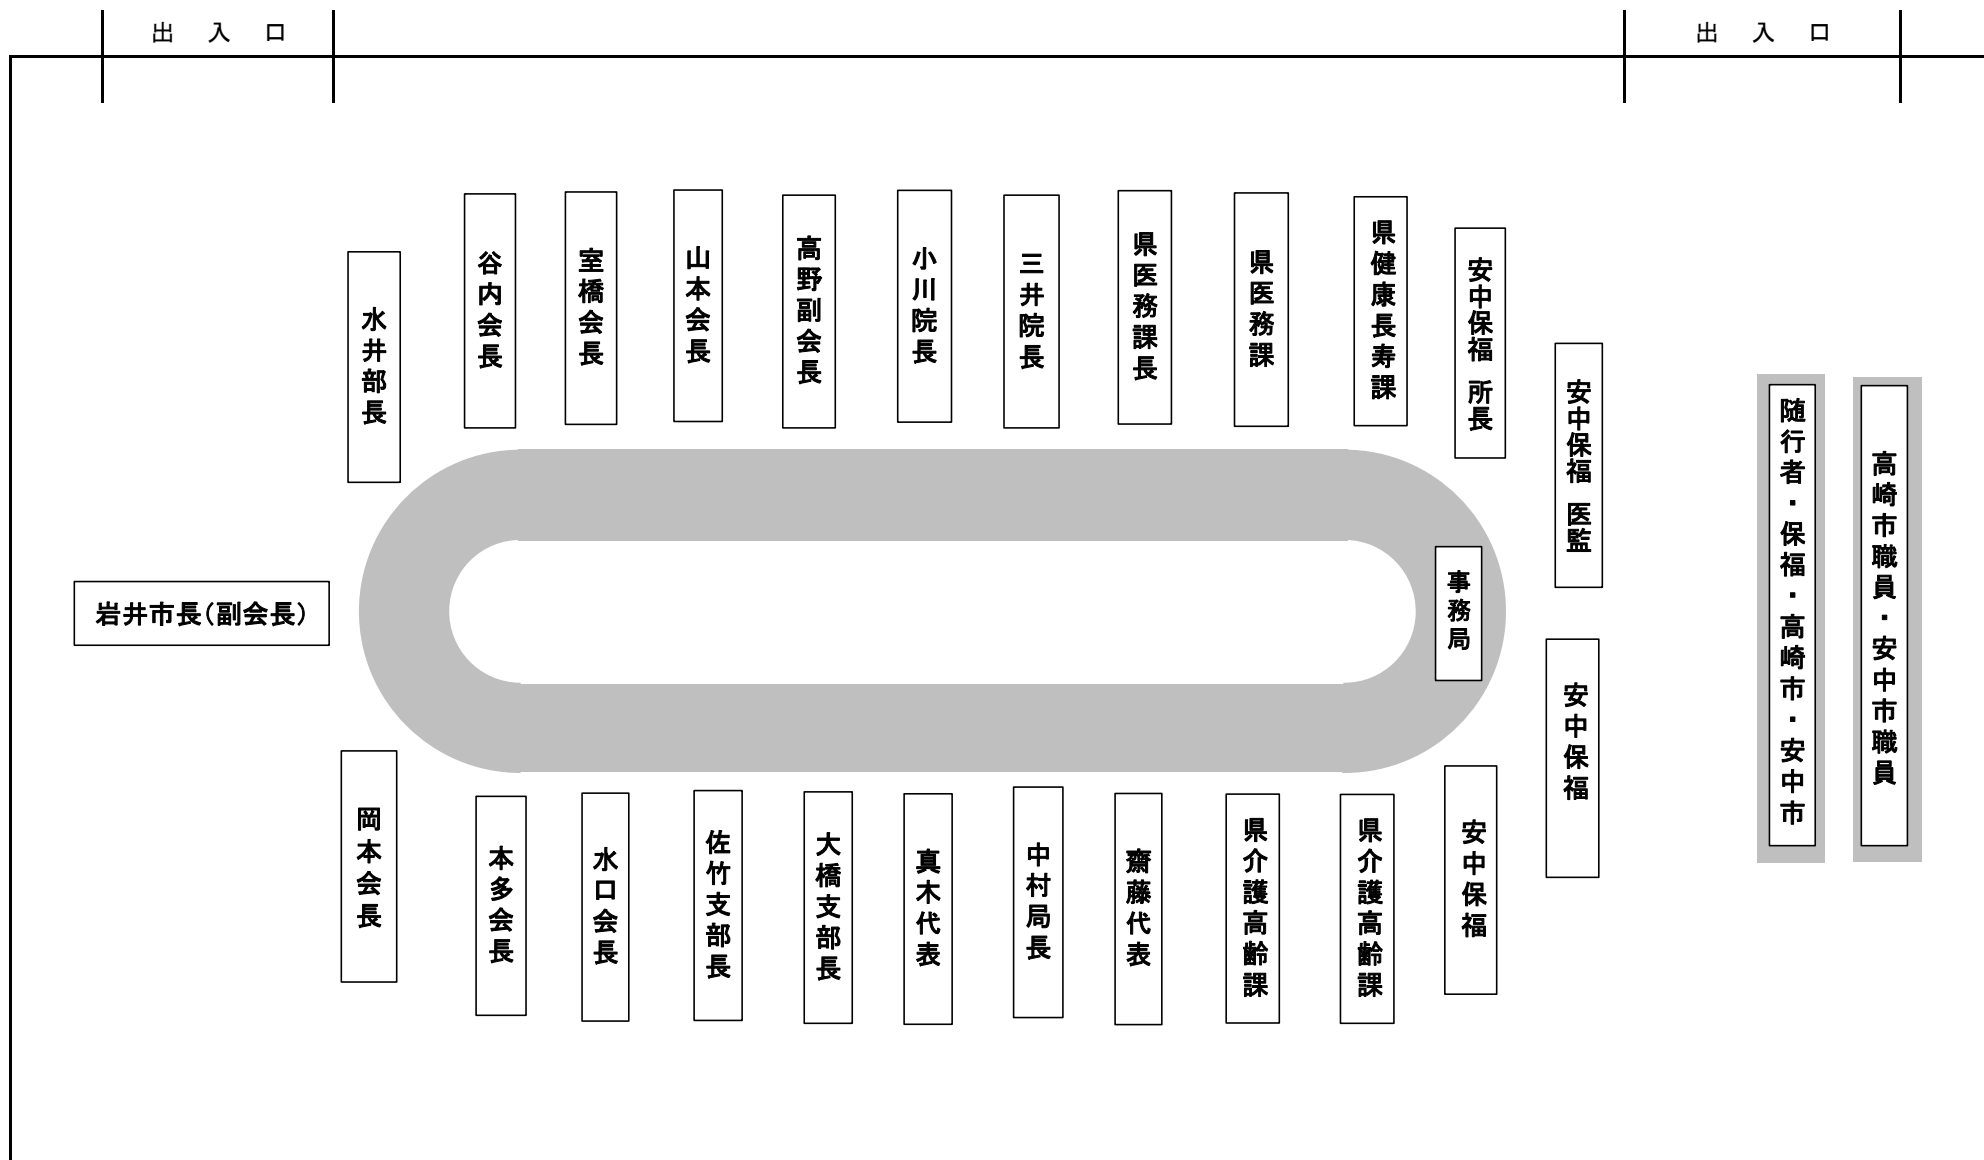 出 入 口
出 入 口
水井部長
谷内会長
室橋会長
山本会長
高野副会長
小川院長
三井院長
県医務課長
県医務課
県健康長寿課
安中保福 所長
安中保福 医監
随行者・保福・高崎市・安中市
高崎市職員・安中市職員
岩井市長(副会長)
事務局
安中保福
岡本会長
本多会長
水口会長
佐竹支部長
大橋支部長
真木代表
中村局長
齋藤代表
県介護高齢課
県介護高齢課
安中保福